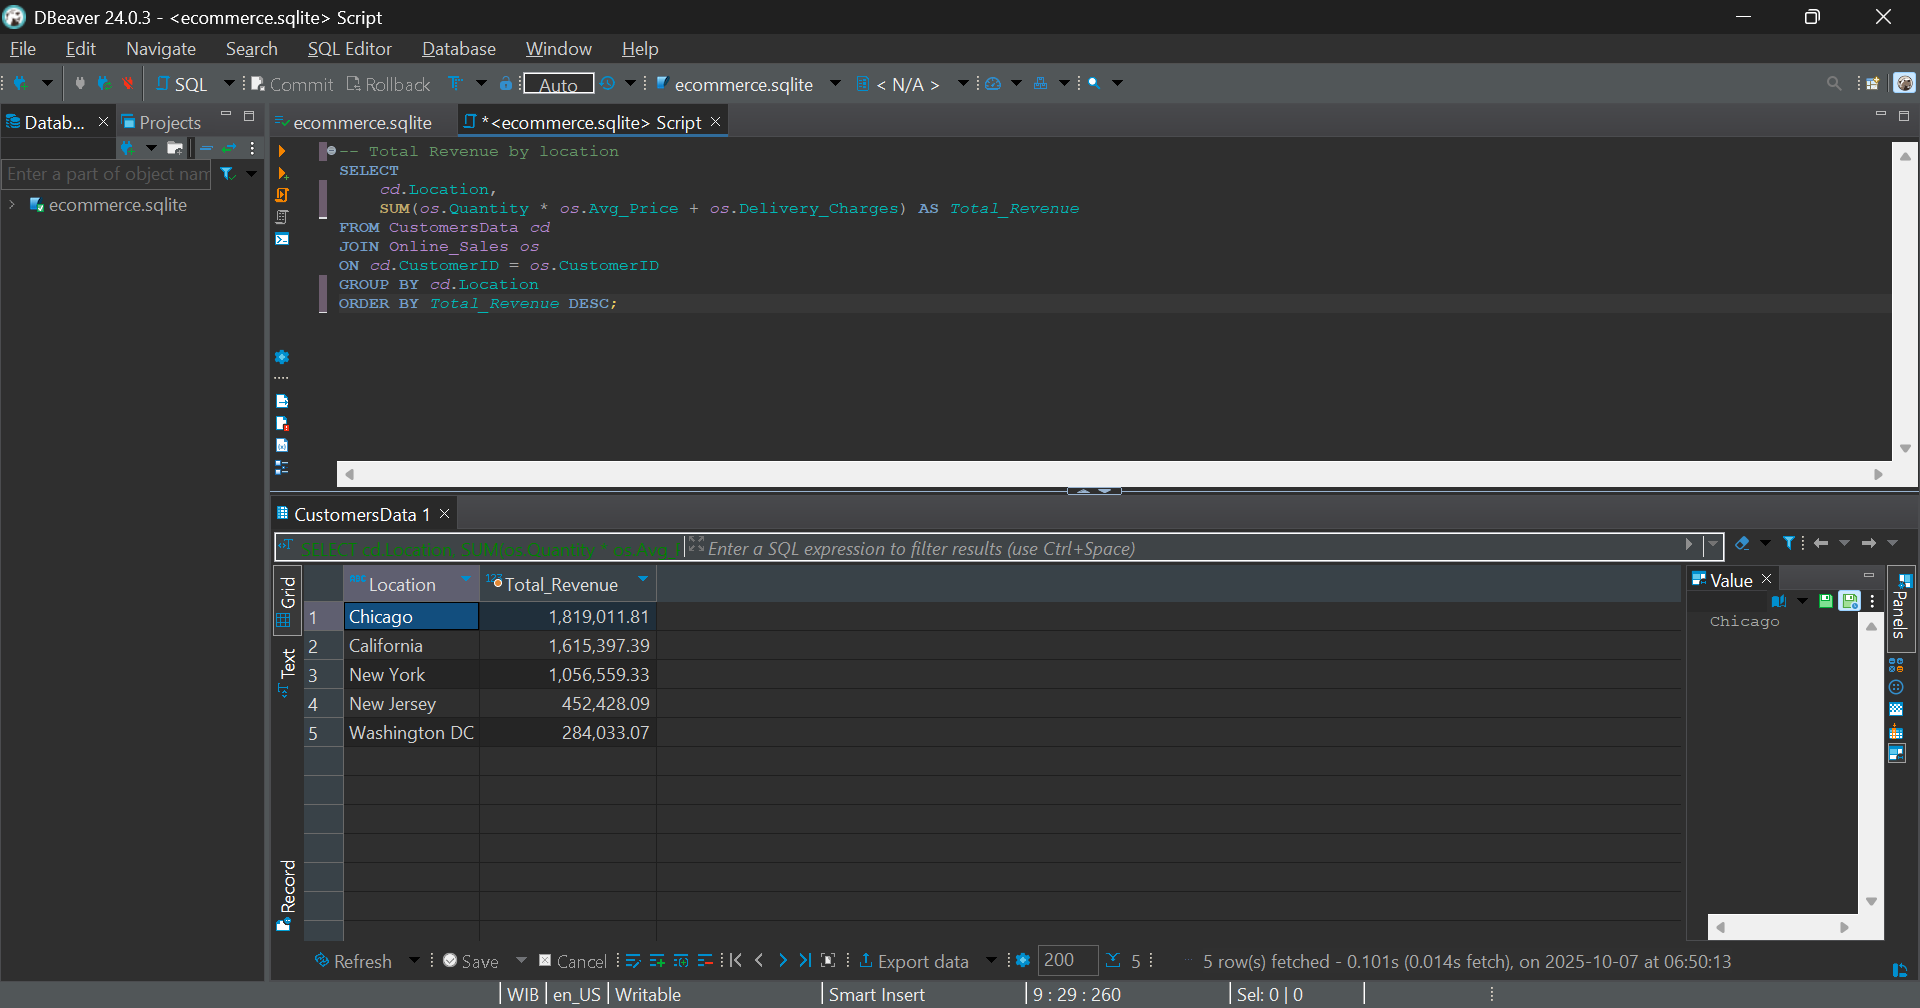 DBeaver 24.0.3 - <ecommerce.sqlite> Script
File Edit Navigate Search SQL Editor Database Window Help
SQL Commit Rollback Auto ecommerce.sqlite < N/A >
Datab... Projects
Enter a part of object nam
ecommerce.sqlite
ecommerce.sqlite *<ecommerce.sqlite> Script
-- Total Revenue by location
SELECT
cd.Location,
SUM(os.Quantity * os.Avg_Price + os.Delivery_Charges) AS Total_Revenue
FROM CustomersData cd
JOIN Online_Sales os
ON cd.CustomerID = os.CustomerID
GROUP BY cd.Location
ORDER BY Total_Revenue DESC;
CustomersData 1
SELECT cd.Location, SUM(os.Quantity * os.Avg_ Enter a SQL expression to filter results (use Ctrl+Space)
Grid
Text
Record
Location Total_Revenue
1 Chicago 1,819,011.81
2 California 1,615,397.39
3 New York 1,056,559.33
4 New Jersey 452,428.09
5 Washington DC 284,033.07
Value
Chicago
Panels
Refresh Save Cancel Export data 200 5 5 row(s) fetched - 0.101s (0.014s fetch), on 2025-10-07 at 06:50:13
WIB en_US Writable Smart Insert 9 : 29 : 260 Sel: 0 | 0